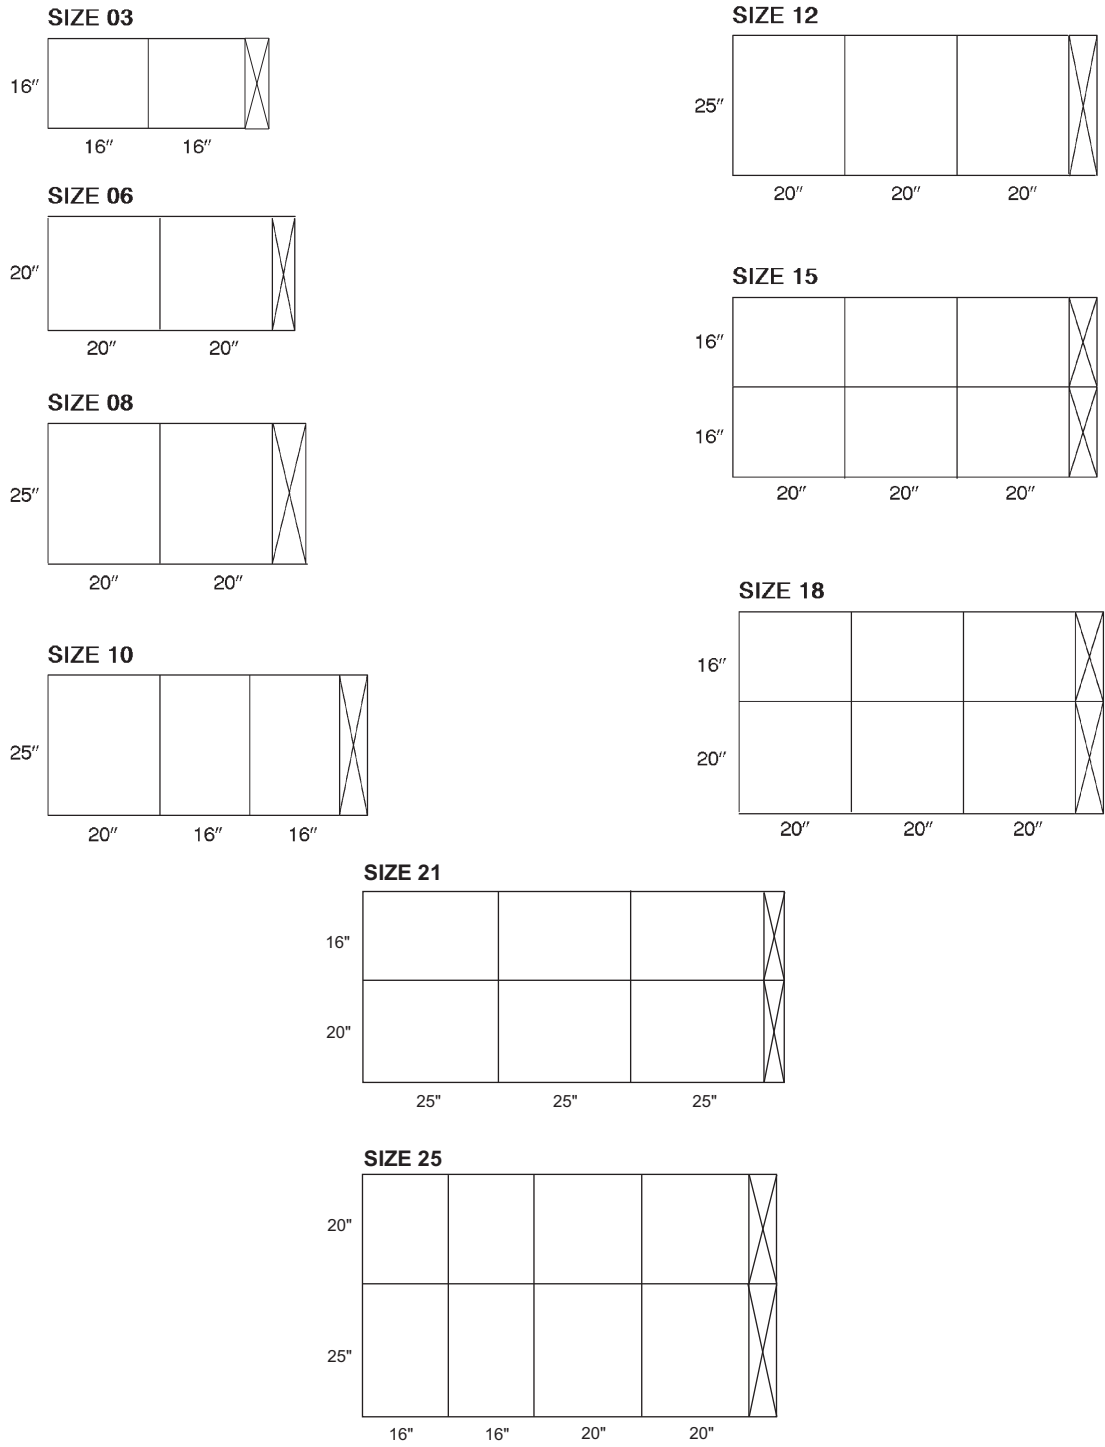 SIZE 03
16″
16″ 16″
SIZE 06
20″
20″ 20″
SIZE 08
25″
20″ 20″
SIZE 10
25″
20″ 16″ 16″
SIZE 12
25″
20″ 20″ 20″
SIZE 15
16″
16″
20″ 20″ 20″
SIZE 18
16″
20″
20″ 20″ 20″
SIZE 21
16"
20"
25" 25" 25"
SIZE 25
20"
25"
16" 16" 20" 20"